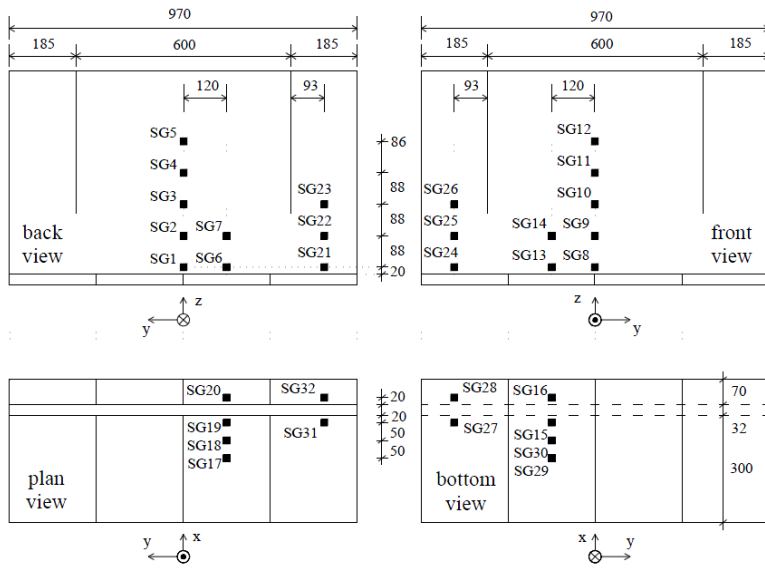 970
970
185
600
185
185
600
185
120
93
93
120
SG5
86
SG12
SG4
88
SG11
SG3
SG23
SG26
SG10
88
SG2
SG7
SG22
SG25
SG14
SG9
back
view
88
front
view
SG1
SG6
SG21
SG24
SG13
SG8
20
z
y
z
y
SG20
SG32
20
SG28
SG16
70
20
SG19
SG31
50
SG27
SG15
32
SG18
SG30
SG17
50
SG29
plan
view
bottom
view
300
x
y
x
y